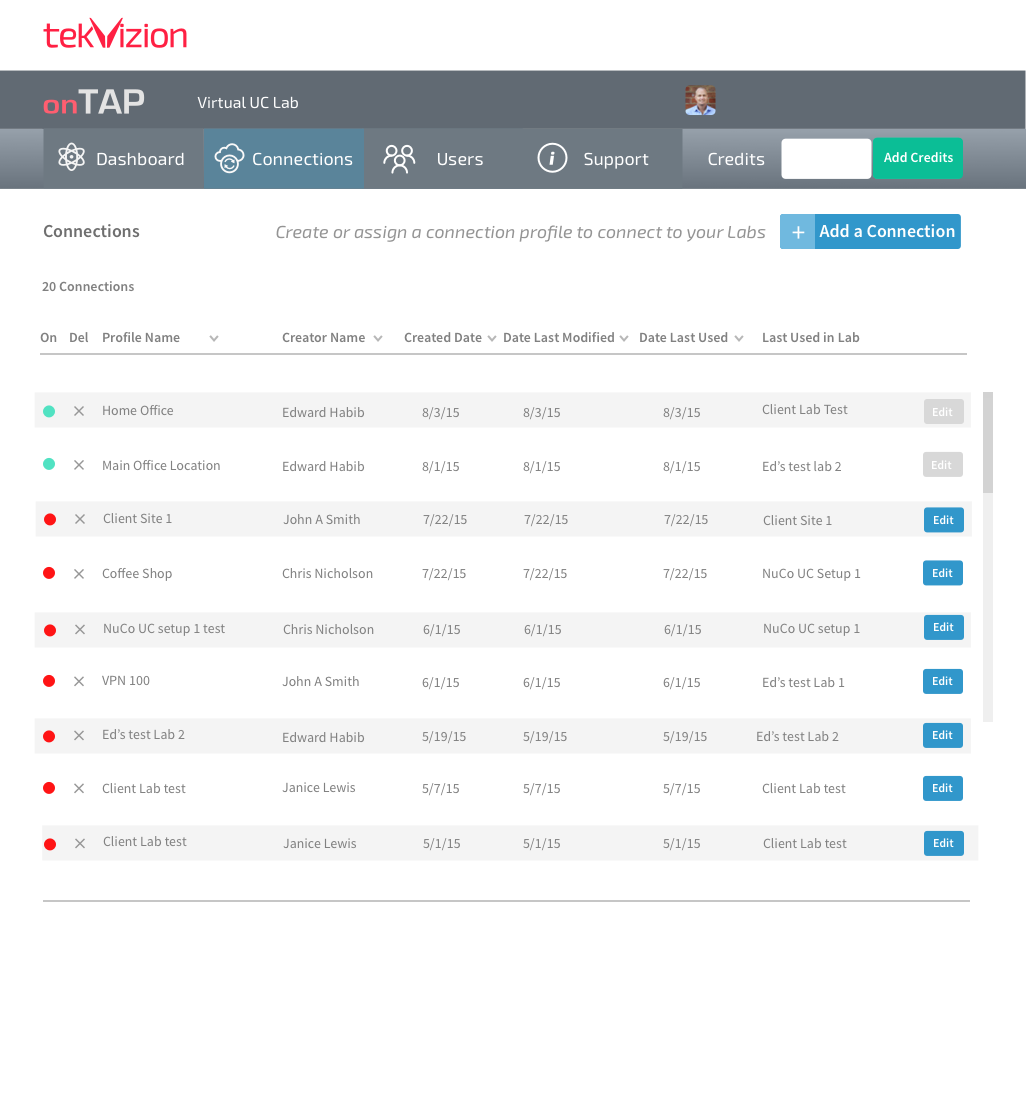 tekVizion
onTAP Virtual UC Lab
Dashboard Connections Users Support Credits Add Credits
Connections Create or assign a connection profile to connect to your Labs + Add a Connection
20 Connections
On Del Profile Name Creator Name Created Date Date Last Modified Date Last Used Last Used in Lab
Home Office Edward Habib 8/3/15 8/3/15 8/3/15 Client Lab Test Edit
Main Office Location Edward Habib 8/1/15 8/1/15 8/1/15 Ed’s test lab 2 Edit
Client Site 1 John A Smith 7/22/15 7/22/15 7/22/15 Client Site 1 Edit
Coffee Shop Chris Nicholson 7/22/15 7/22/15 7/22/15 NuCo UC Setup 1 Edit
NuCo UC setup 1 test Chris Nicholson 6/1/15 6/1/15 6/1/15 NuCo UC setup 1 Edit
VPN 100 John A Smith 6/1/15 6/1/15 6/1/15 Ed’s test Lab 1 Edit
Ed’s test Lab 2 Edward Habib 5/19/15 5/19/15 5/19/15 Ed’s test Lab 2 Edit
Client Lab test Janice Lewis 5/7/15 5/7/15 5/7/15 Client Lab test Edit
Client Lab test Janice Lewis 5/1/15 5/1/15 5/1/15 Client Lab test Edit